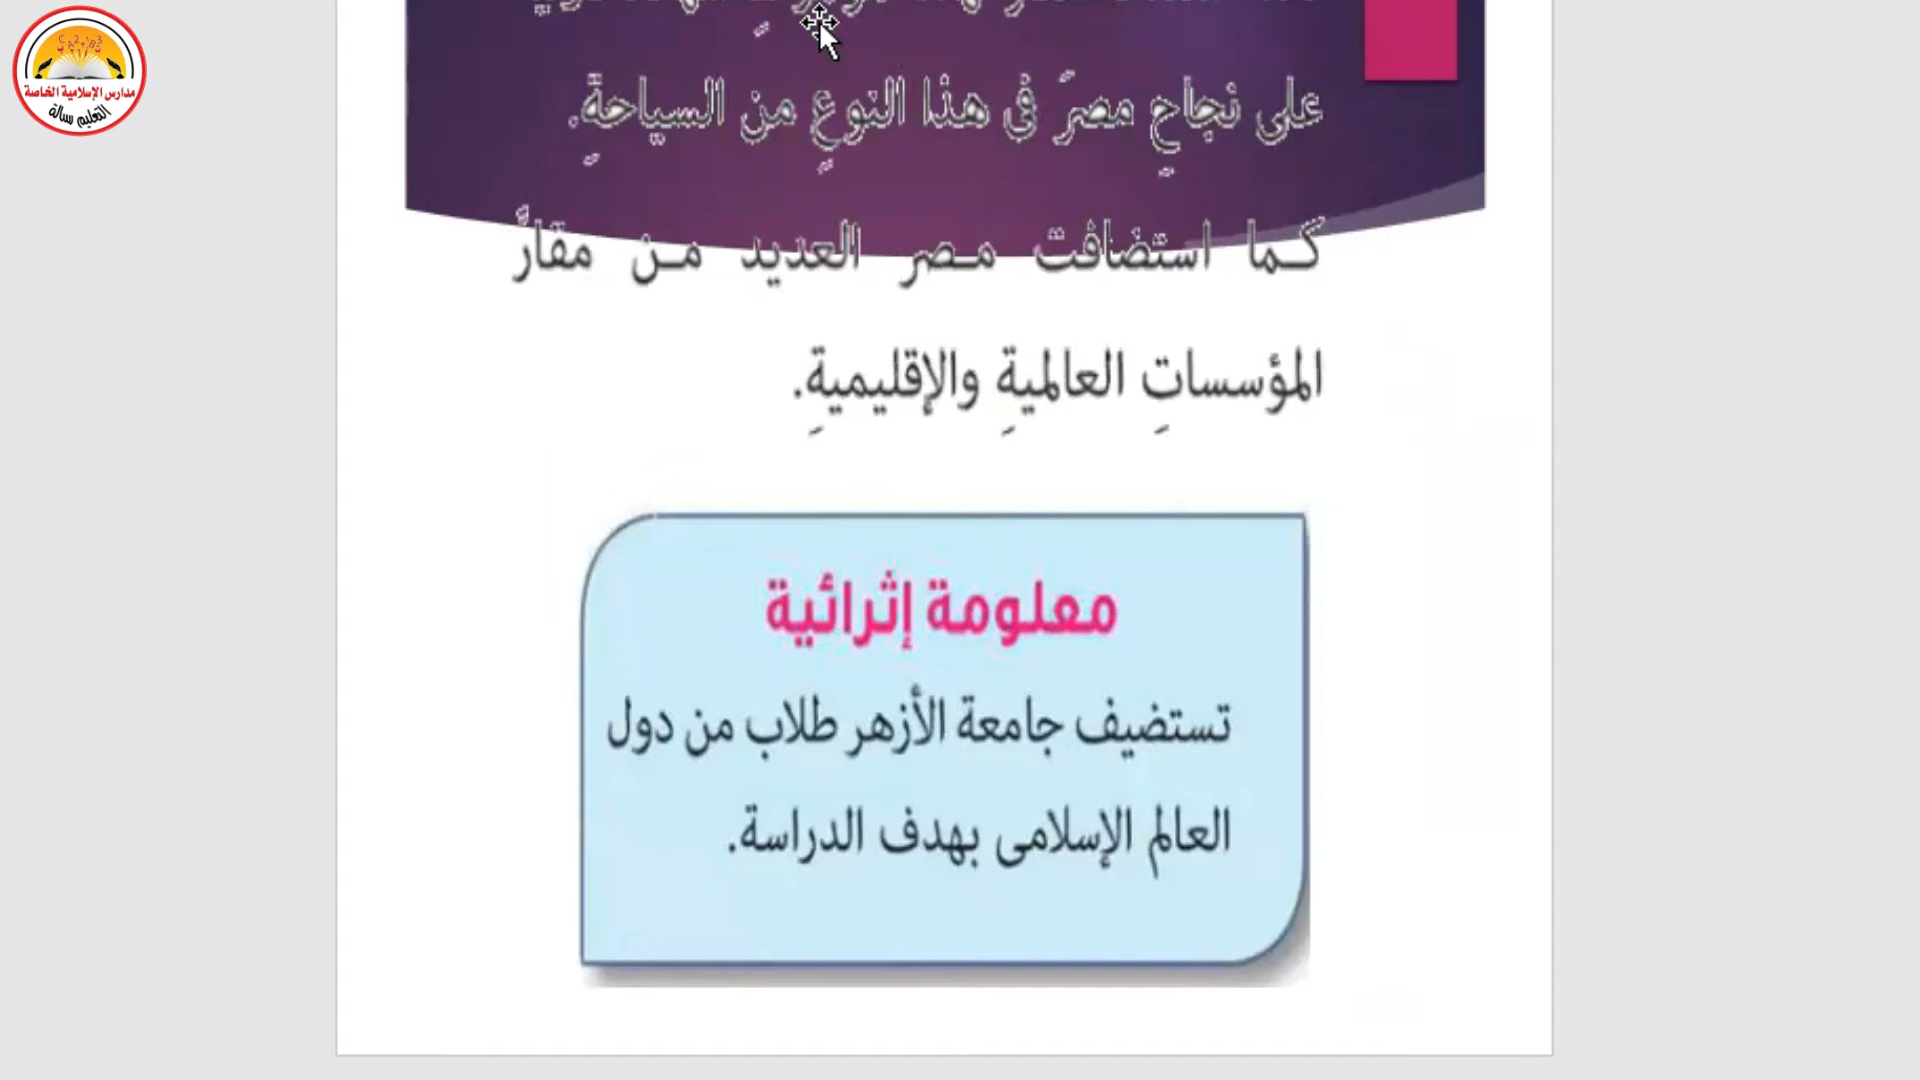 مدارس الإسلامية الخاصة
التعليم رسالة
على نجاحِ مصرَ فى هذا النوعِ من السياحةِ.
كما استضافت مصر العديد من مقارِّ
المؤسساتِ العالميةِ والإقليميةِ.
معلومة إثرائية
تستضيف جامعة الأزهر طلاب من دول
العالم الإسلامى بهدف الدراسة.